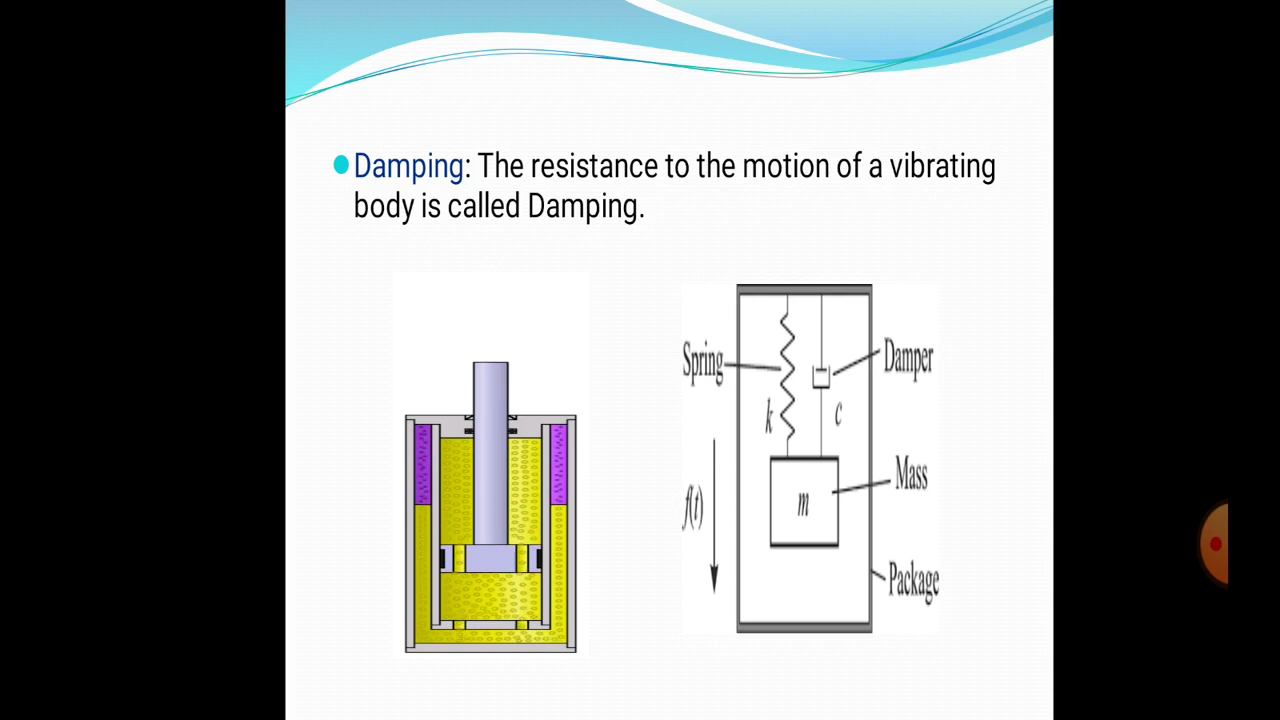 Damping: The resistance to the motion of a vibrating
body is called Damping.
Spring
Damper
k
c
Mass
m
f(t)
Package